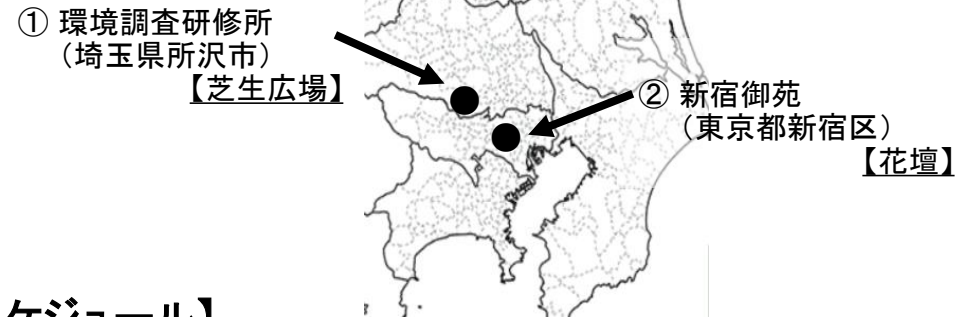 ① 環境調査研修所
（埼玉県所沢市）
【芝生広場】
② 新宿御苑
（東京都新宿区）
【花壇】
ケジュール】